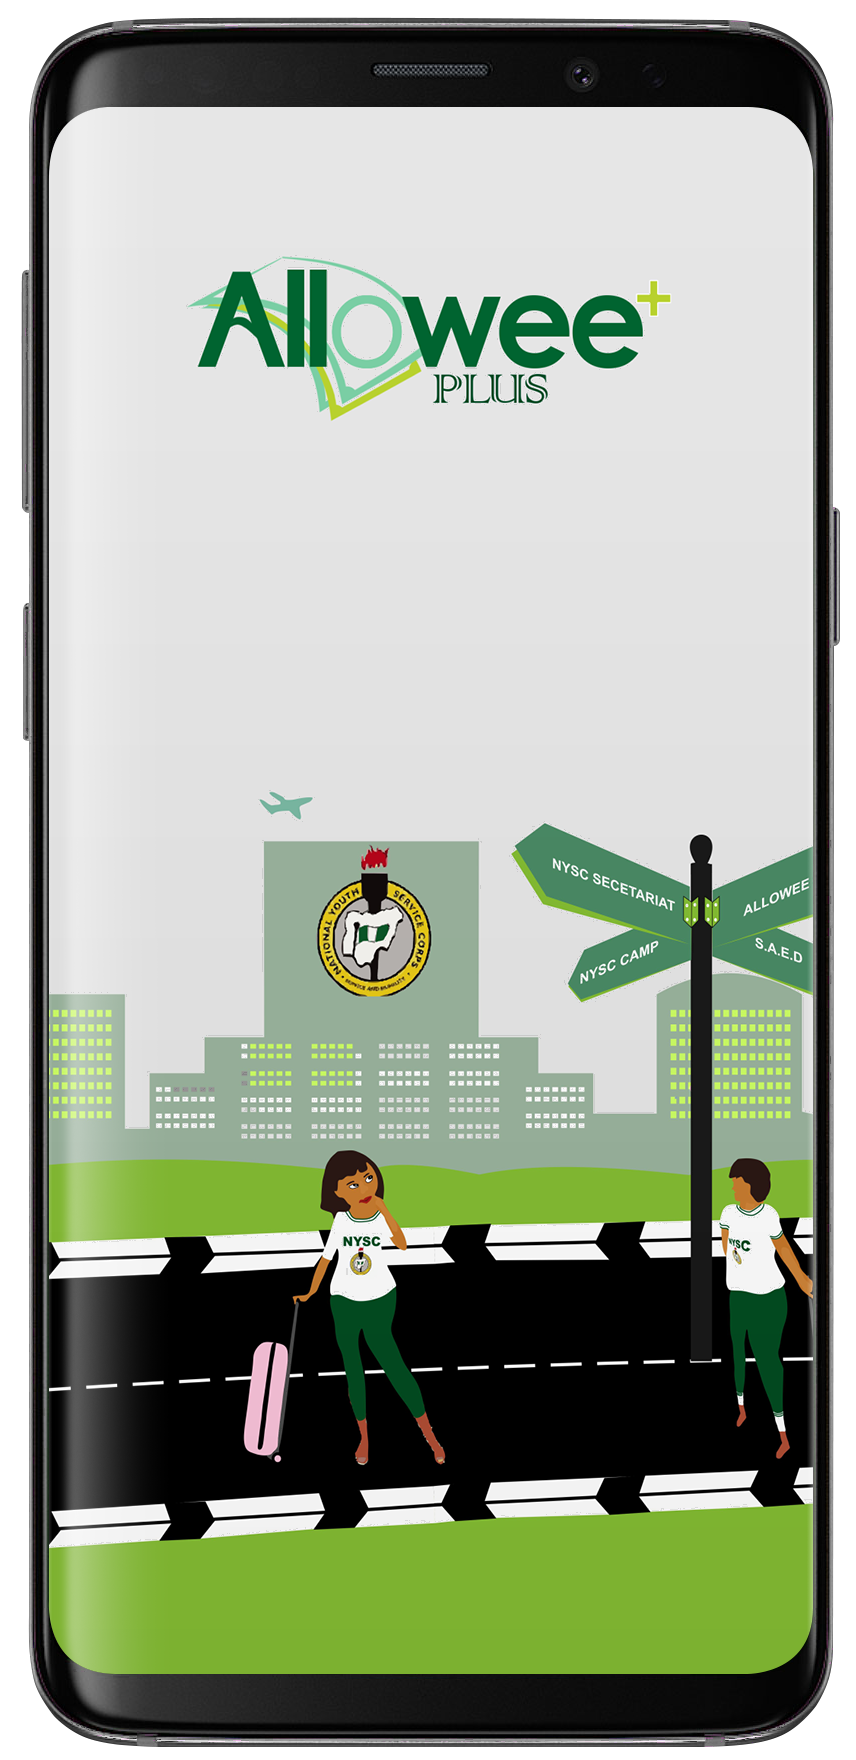 Allowee+
PLUS
NATIONAL YOUTH SERVICE CORPS
SERVICE AND HUMILITY
NYSC SECETARIAT
ALLOWEE
NYSC CAMP
S.A.E.D
NYSC
NYSC